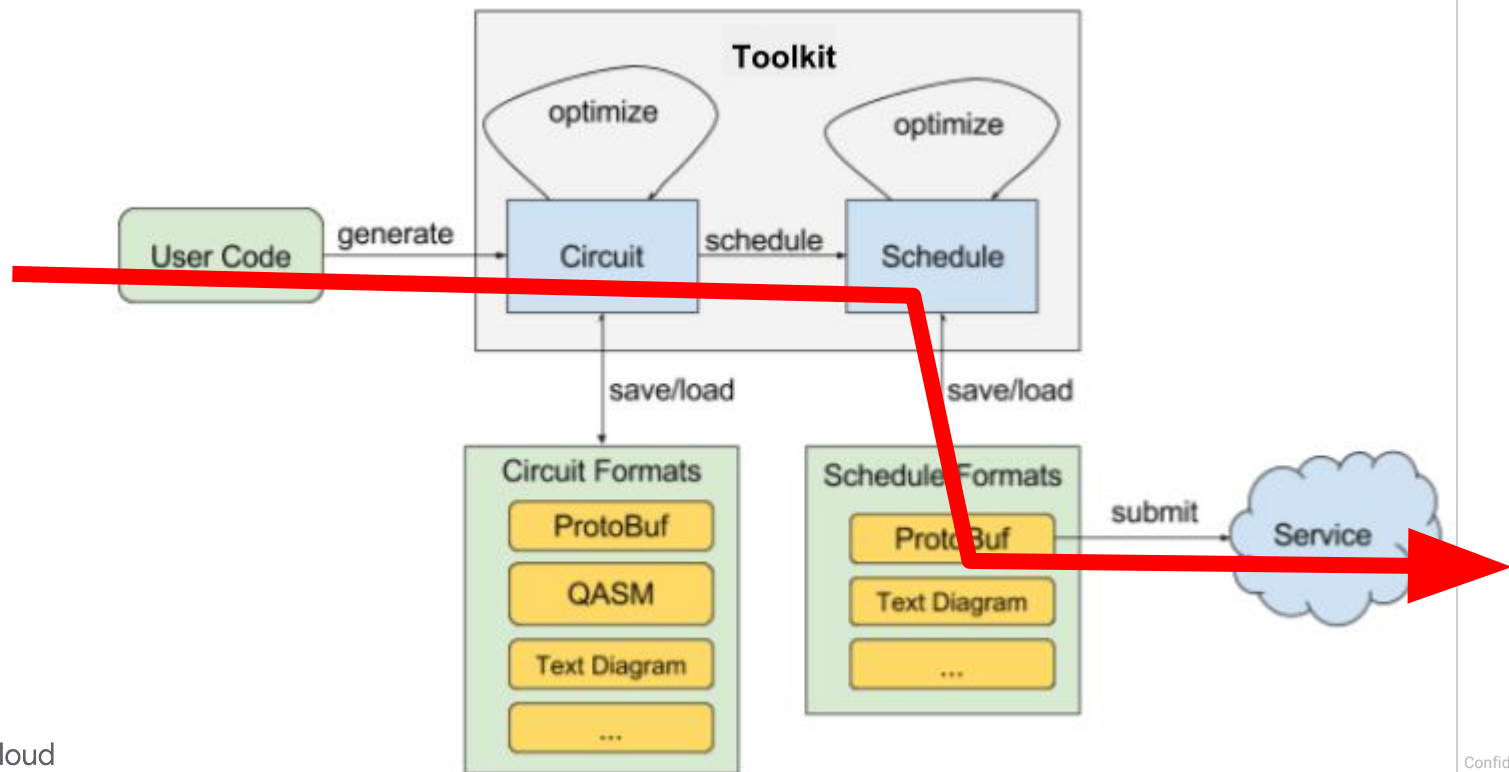 Toolkit
optimize
optimize
User Code
generate
Circuit
schedule
Schedule
save/load
save/load
Circuit Formats
ProtoBuf
QASM
Text Diagram
...
Schedule Formats
ProtoBuf
Text Diagram
...
submit
Service
loud
Confid